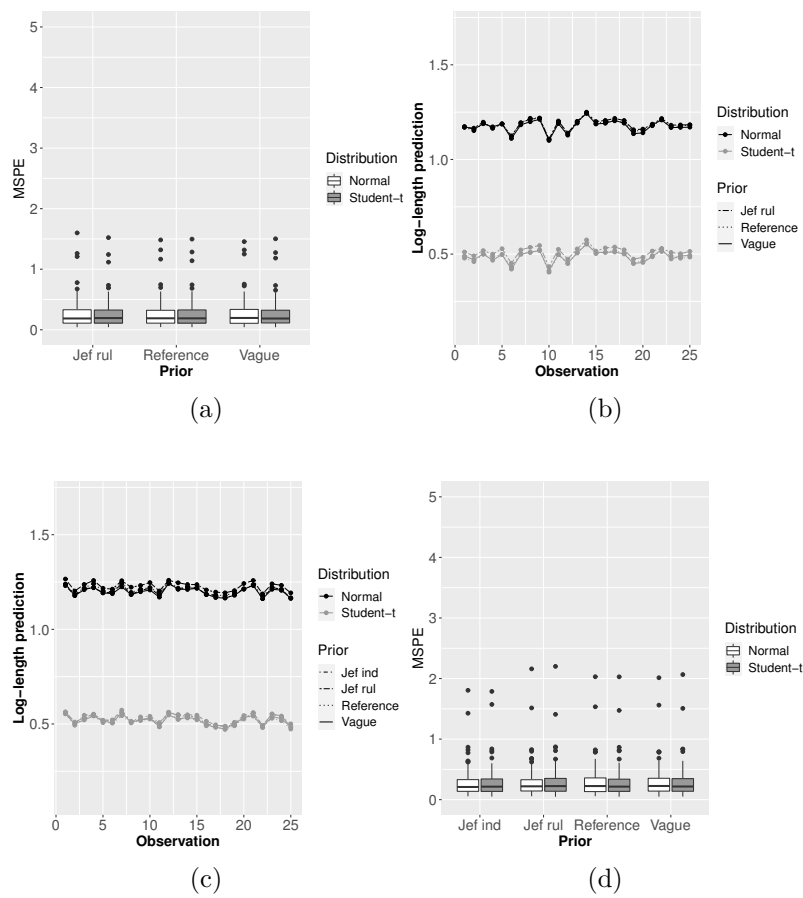 MSPE
5
4
3
2
1
0
Jef rul Reference Vague
Prior
Distribution
Normal
Student−t
(a)
Log−length prediction
1.5
1.0
0.5
0 5 10 15 20 25
Observation
Distribution
Normal
Student−t
Prior
Jef rul
Reference
Vague
(b)
Log−length prediction
1.5
1.0
0.5
0 5 10 15 20 25
Observation
Distribution
Normal
Student−t
Prior
Jef ind
Jef rul
Reference
Vague
(c)
MSPE
5
4
3
2
1
0
Jef ind Jef rul Reference Vague
Prior
Distribution
Normal
Student−t
(d)